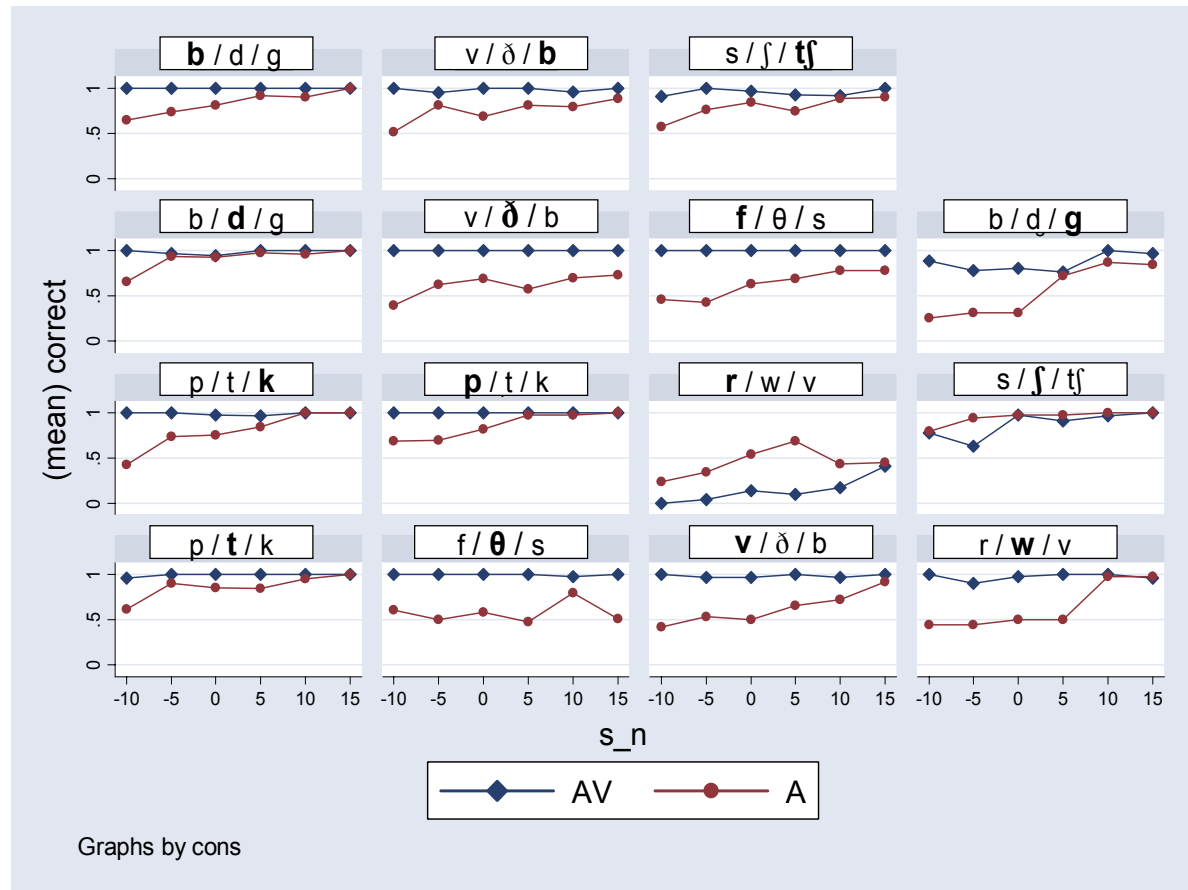 b / d / g
v / ð / b
s / ʃ / tʃ
1
.5
0
b / d / g
v / ð / b
f / θ / s
b / d / g
1
.5
0
p / t / k
p / t / k
r / w / v
s / ʃ / tʃ
1
.5
0
p / t / k
f / θ / s
v / ð / b
r / w / v
1
.5
0
(mean) correct
-10 -5 0 5 10 15 -10 -5 0 5 10 15 -10 -5 0 5 10 15 -10 -5 0 5 10 15
s_n
AV A
Graphs by cons